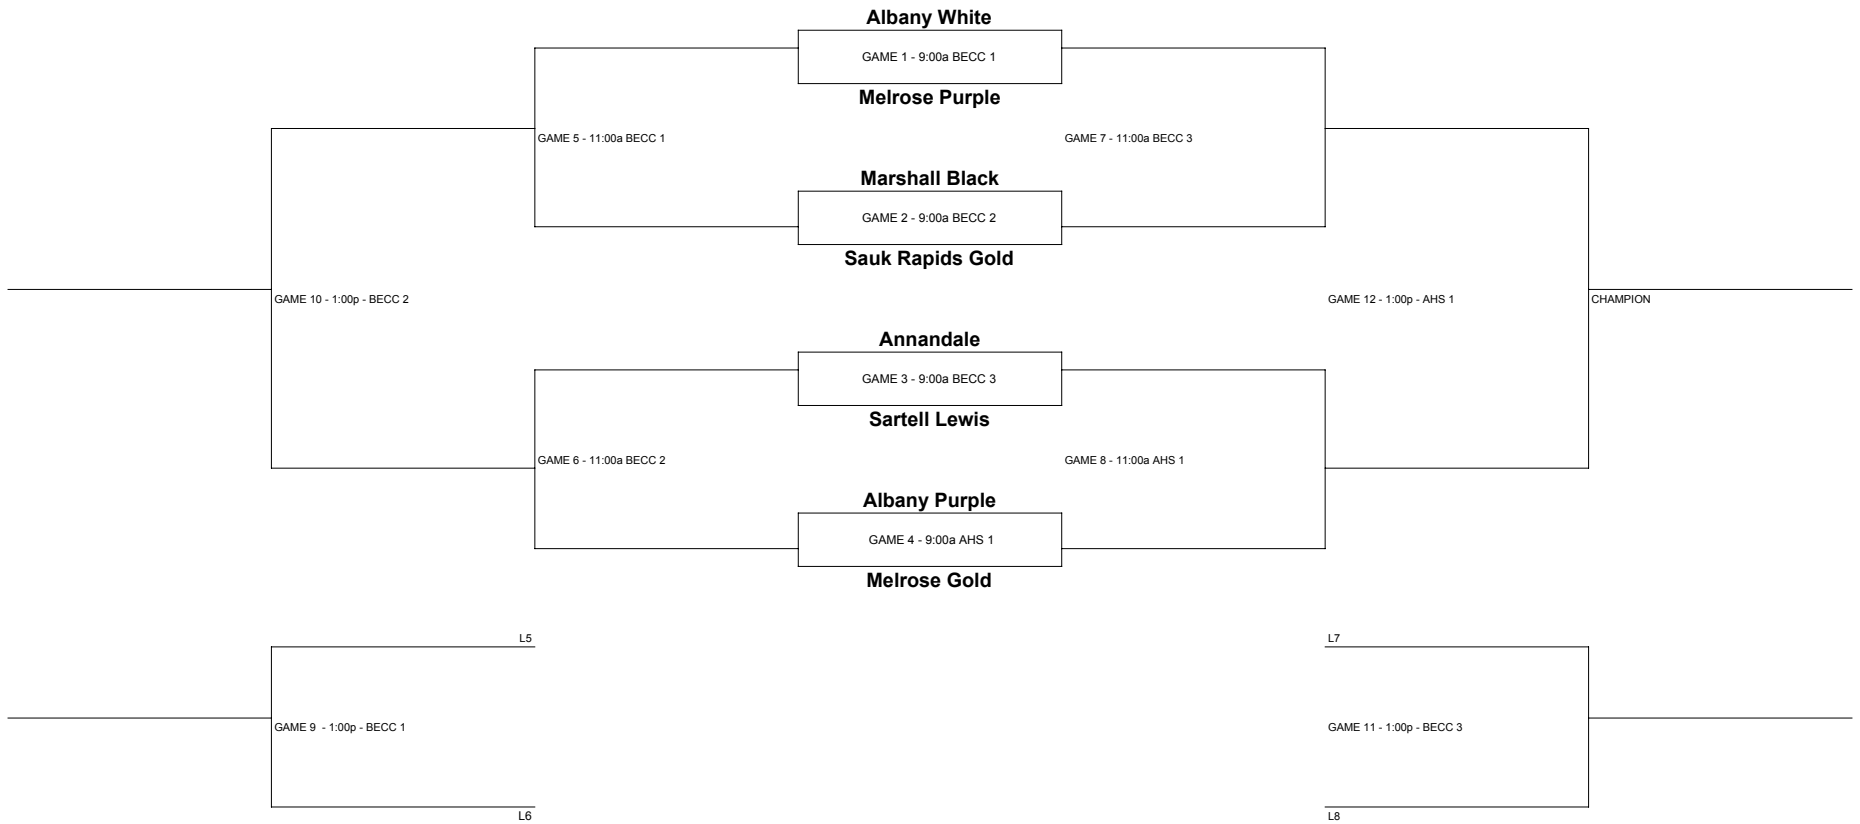 Albany White
GAME 1 - 9:00a BECC 1
Melrose Purple
GAME 5 - 11:00a BECC 1
GAME 7 - 11:00a BECC 3
Marshall Black
GAME 2 - 9:00a BECC 2
Sauk Rapids Gold
GAME 10 - 1:00p - BECC 2
GAME 12 - 1:00p - AHS 1
CHAMPION
Annandale
GAME 3 - 9:00a BECC 3
Sartell Lewis
GAME 6 - 11:00a BECC 2
GAME 8 - 11:00a AHS 1
Albany Purple
GAME 4 - 9:00a AHS 1
Melrose Gold
L5
L7
GAME 9 - 1:00p - BECC 1
GAME 11 - 1:00p - BECC 3
L6
L8